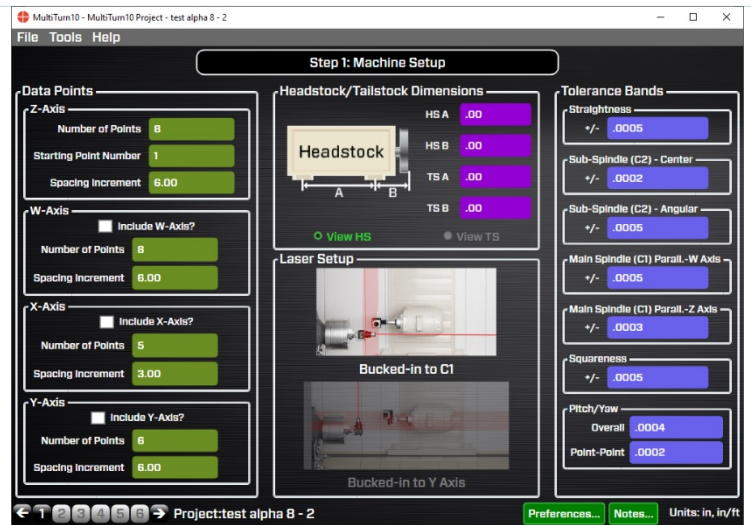 MultiTurn10 - MultiTurn10 Project - test alpha 8 - 2
File Tools Help
Step 1: Machine Setup
Data Points
Z-Axis
Number of Points 8
Starting Point Number 1
Spacing Increment 6.00
W-Axis
Include W-Axis?
Number of Points 8
Spacing Increment 6.00
X-Axis
Include X-Axis?
Number of Points 5
Spacing Increment 3.00
Y-Axis
Include Y-Axis?
Number of Points 6
Spacing Increment 6.00
Headstock/Tailstock Dimensions
Headstock
A B
HS A .00
HS B .00
TS A .00
TS B .00
View HS View TS
Laser Setup
Bucked-in to C1
Bucked-in to Y Axis
Tolerance Bands
Straightness
+/- .0005
Sub-Spindle (C2) - Center
+/- .0002
Sub-Spindle (C2) - Angular
+/- .0005
Main Spindle (C1) Parall.-W Axis
+/- .0005
Main Spindle (C1) Parall.-Z Axis
+/- .0003
Squareness
+/- .0005
Pitch/Yaw
Overall .0004
Point-Point .0002
1 2 3 4 5 6 Project:test alpha 8 - 2
Preferences... Notes... Units: in, in/ft